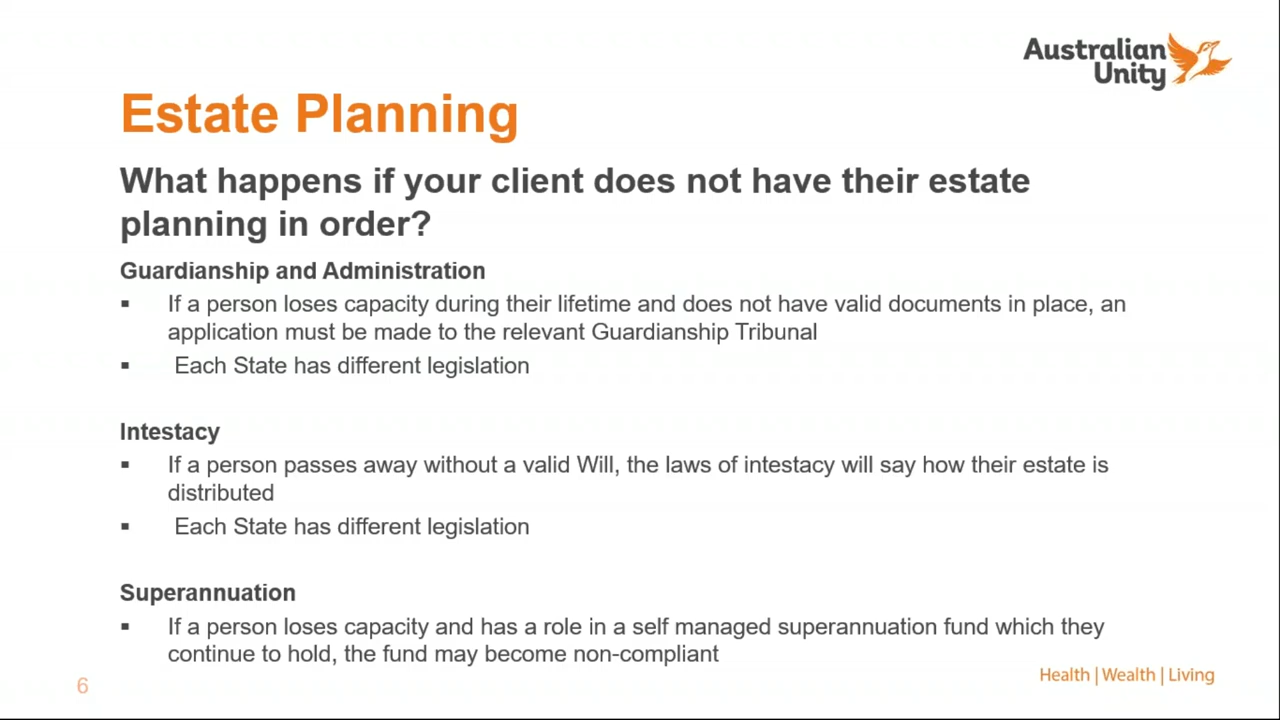 Australian
Unity
Estate Planning
What happens if your client does not have their estate
planning in order?
Guardianship and Administration
▪ If a person loses capacity during their lifetime and does not have valid documents in place, an
application must be made to the relevant Guardianship Tribunal
▪ Each State has different legislation
Intestacy
▪ If a person passes away without a valid Will, the laws of intestacy will say how their estate is
distributed
▪ Each State has different legislation
Superannuation
▪ If a person loses capacity and has a role in a self managed superannuation fund which they
continue to hold, the fund may become non-compliant
Health | Wealth | Living
6